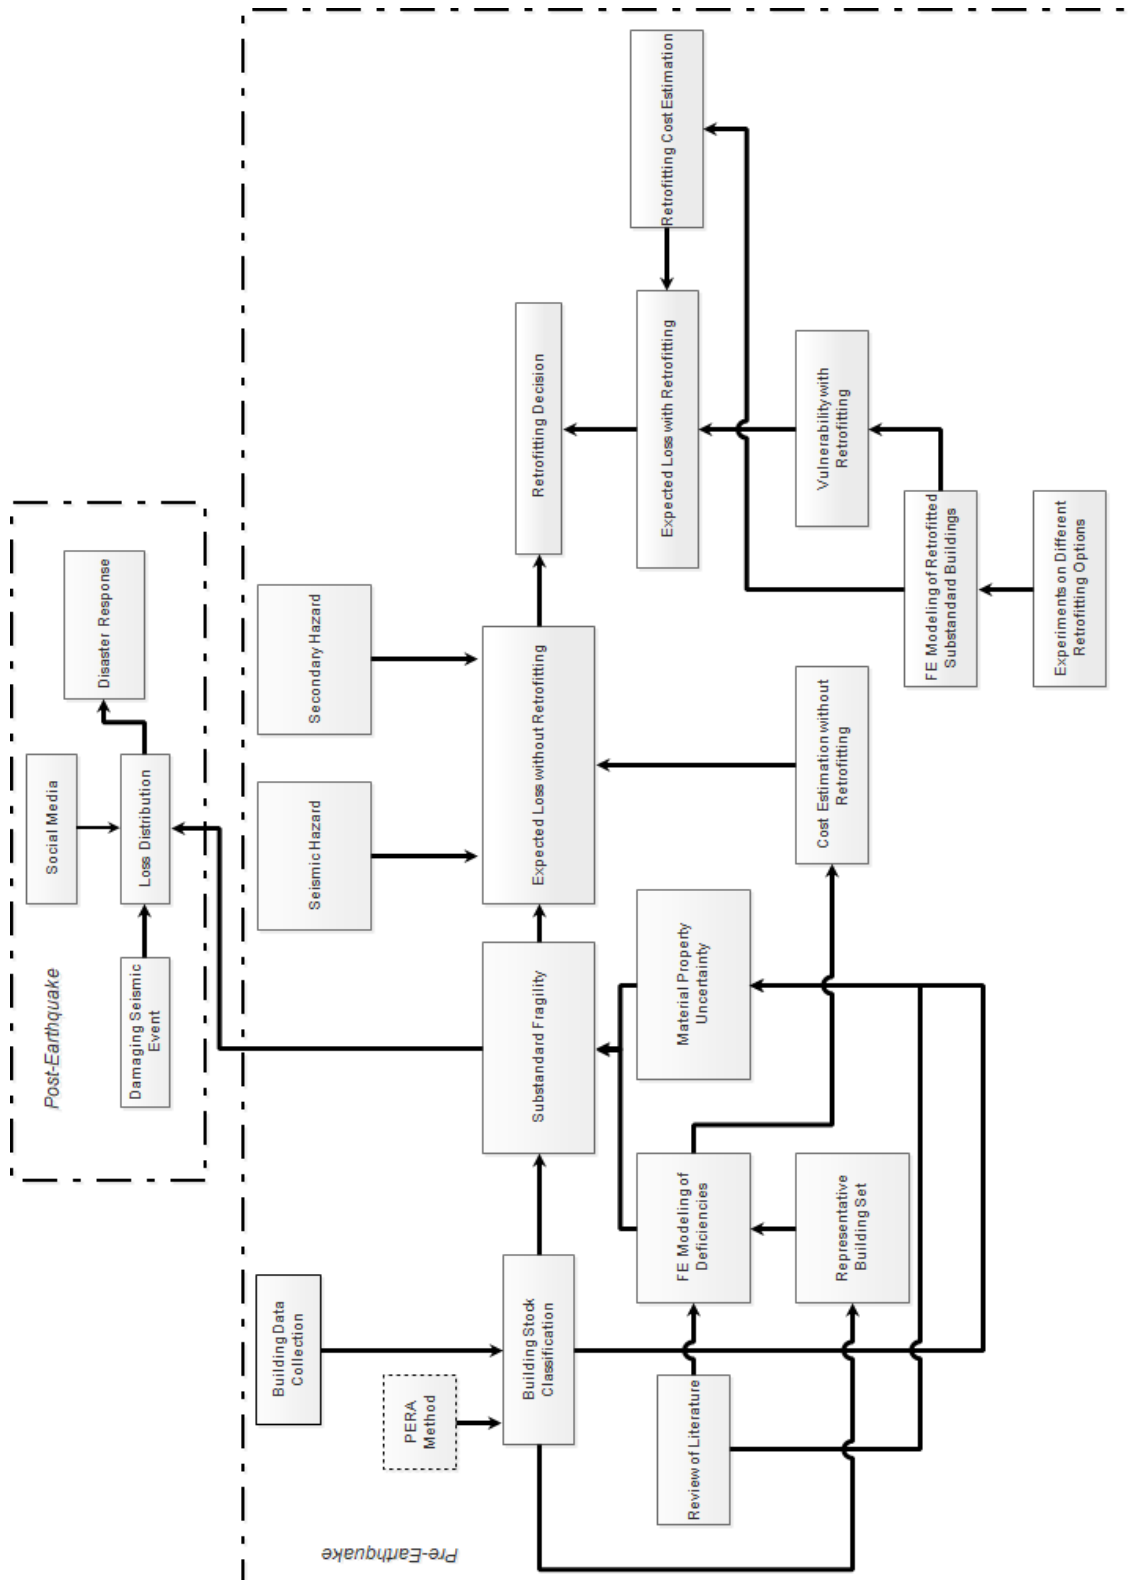 Post-Earthquake
Social Media
Damaging Seismic
Event
Loss Distribution
Disaster Response
Pre-Earthquake
Building Data
Collection
Seismic Hazard
Secondary Hazard
PERA
Method
Building Stock
Classification
Substandard Fragility
Expected Loss without Retrofitting
Retrofitting Decision
Review of Literature
FE Modeling of
Deficiencies
Material Property
Uncertainty
Expected Loss with Retrofitting
Retrofitting Cost Estimation
Representative
Building Set
Cost Estimation without
Retrofitting
Vulnerability with
Retrofitting
FE Modeling of Retrofitted
Substandard Buildings
Experiments on Different
Retrofitting Options